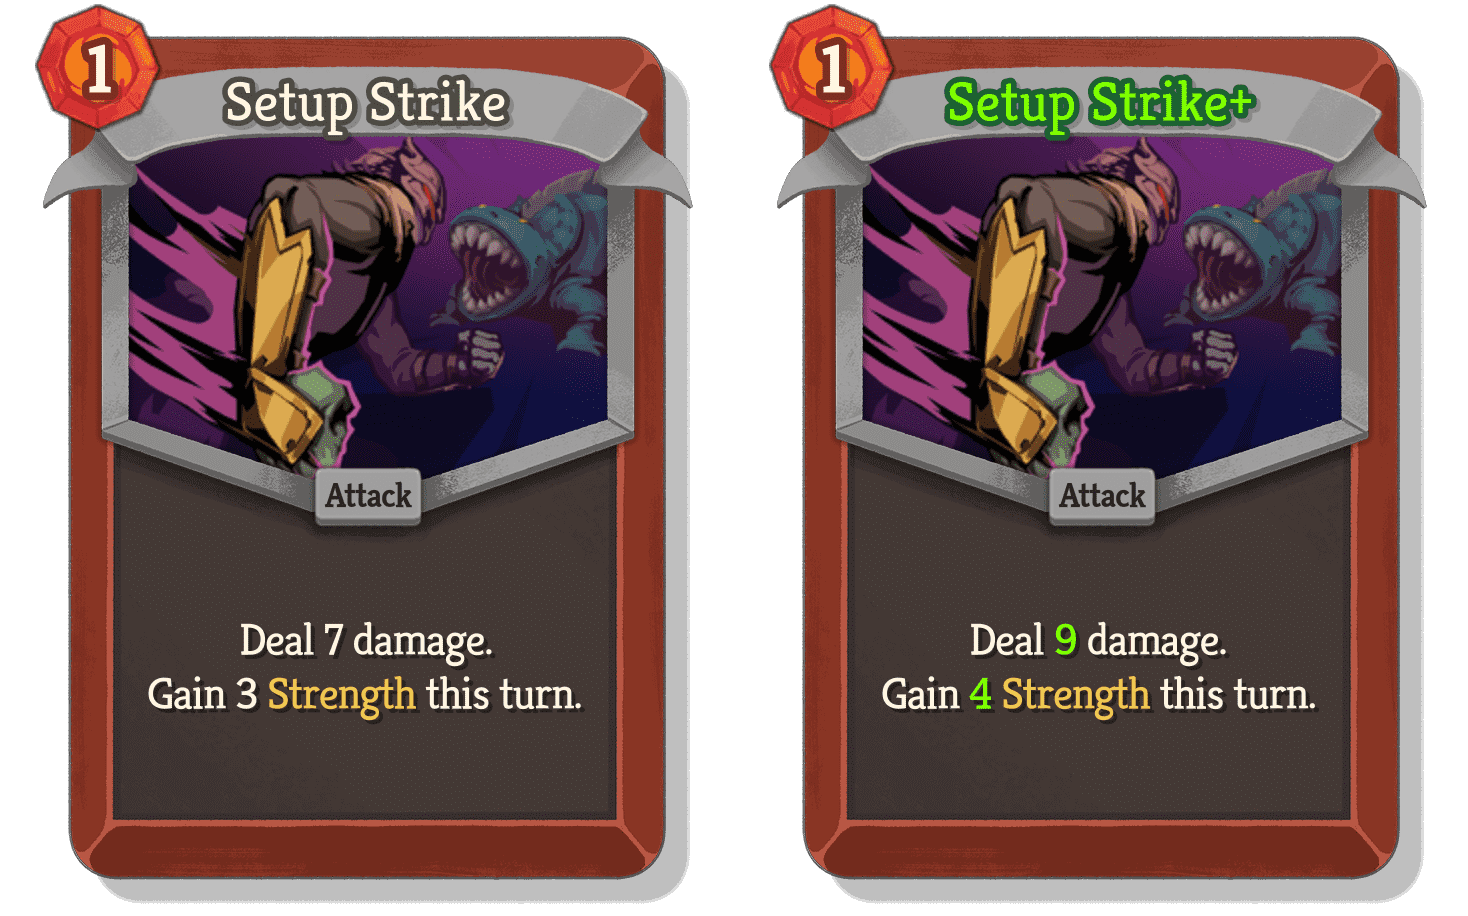 1
Setup Strike
Attack
Deal 7 damage.
Gain 3 Strength this turn.
1
Setup Strike+
Attack
Deal 9 damage.
Gain 4 Strength this turn.